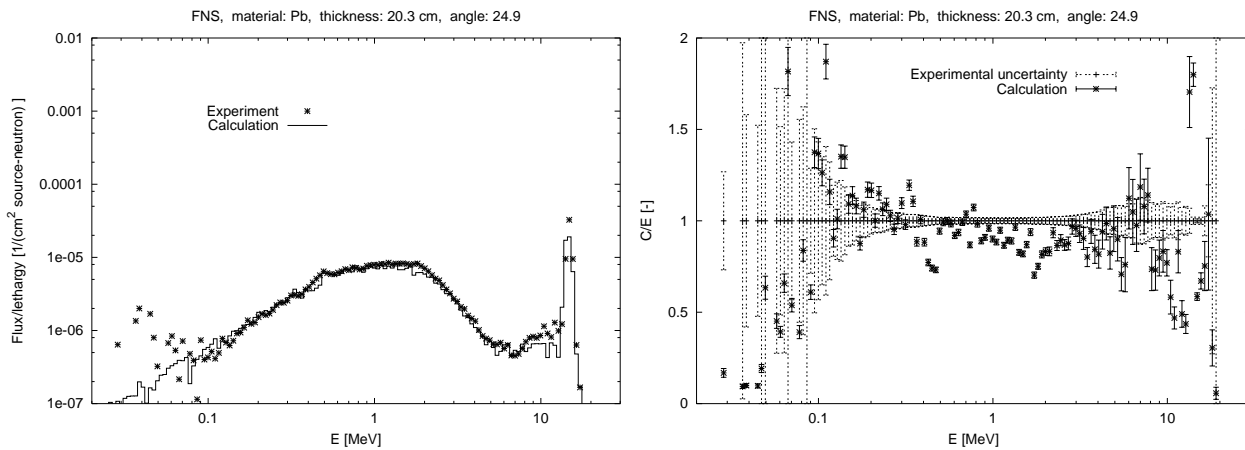 FNS, material: Pb, thickness: 20.3 cm, angle: 24.9
Flux/lethargy [1/(cm2 source-neutron) ]
0.01
0.001
0.0001
1e-05
1e-06
1e-07
Experiment
Calculation
0.1
1
10
E [MeV]
FNS, material: Pb, thickness: 20.3 cm, angle: 24.9
C/E [-]
2
1.5
1
0.5
0
Experimental uncertainty
Calculation
0.1
1
10
E [MeV]